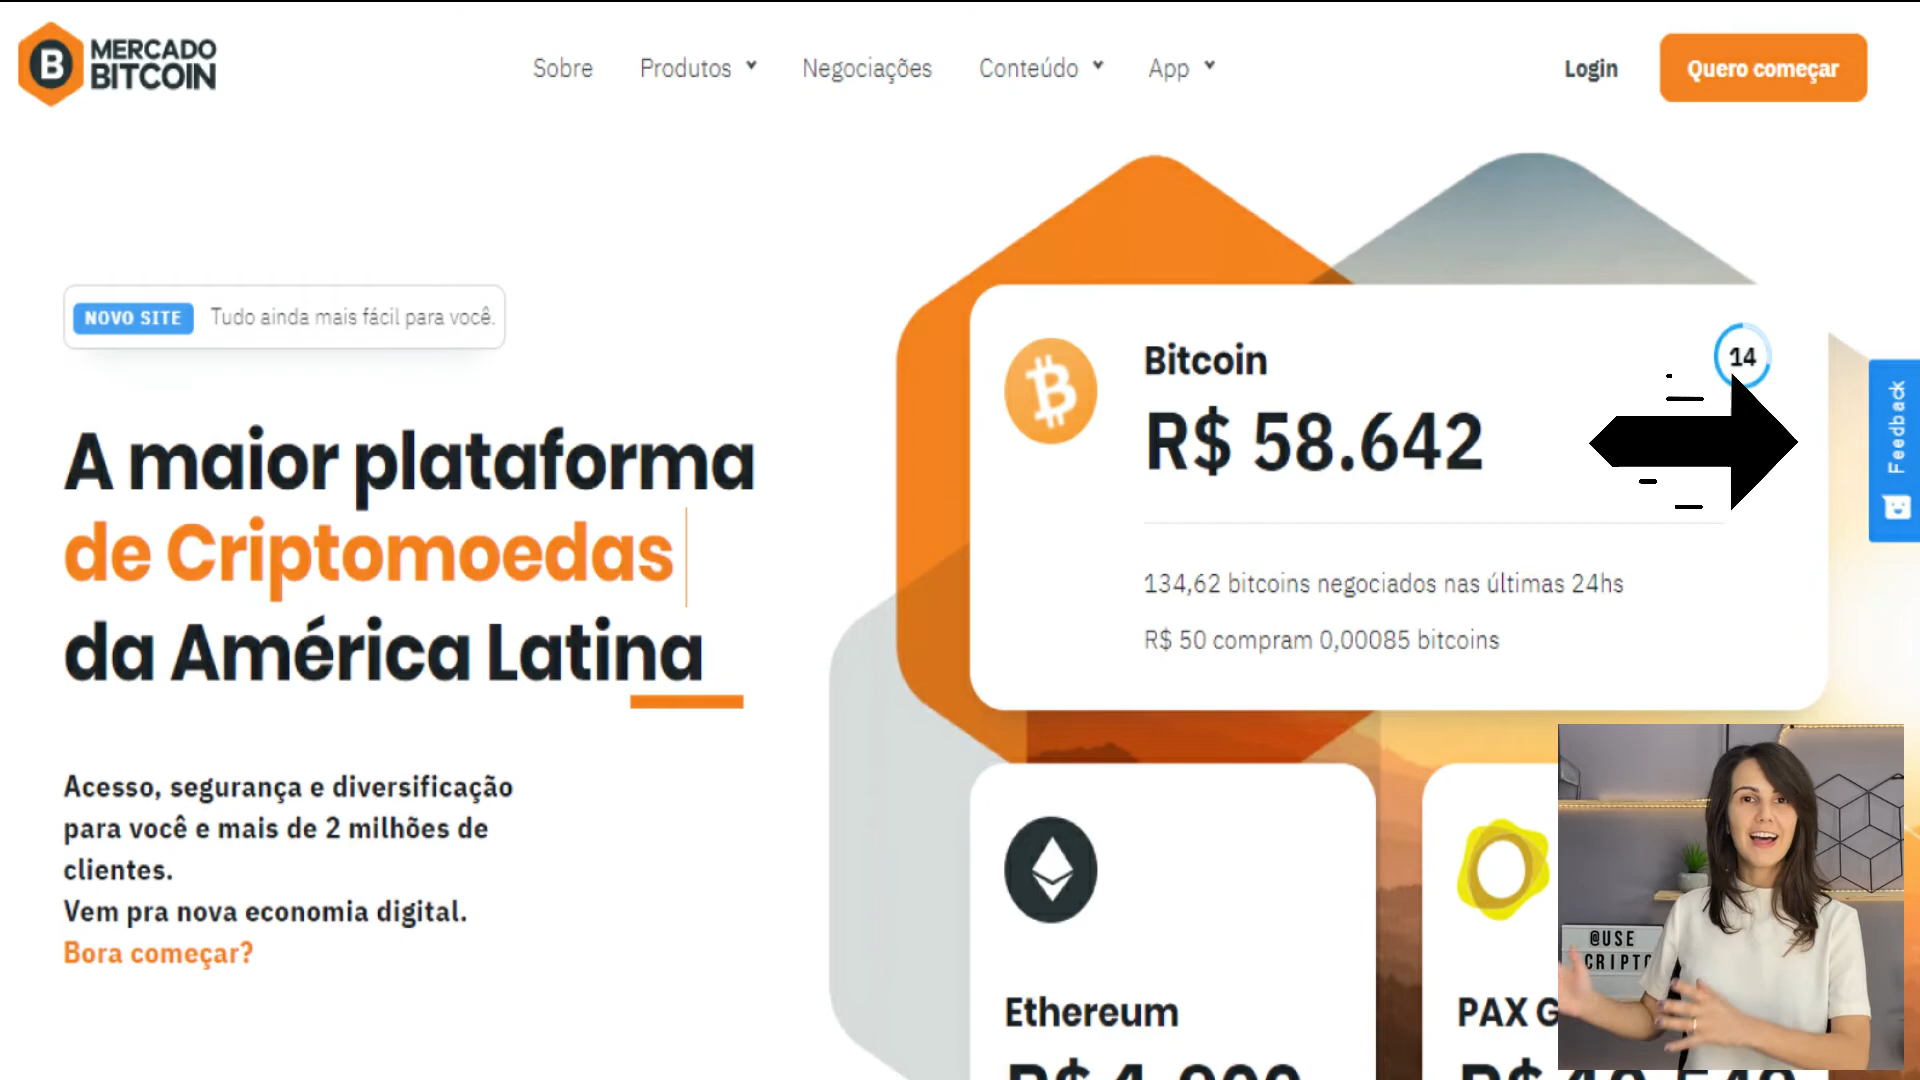 MERCADO
BITCOIN
Sobre
Produtos
Negociações
Conteúdo
App
Login
Quero começar
NOVO SITE Tudo ainda mais fácil para você.
A maior plataforma
de Criptomoedas
da América Latina
Acesso, segurança e diversificação
para você e mais de 2 milhões de
clientes.
Vem pra nova economia digital.
Bora começar?
Bitcoin
14
R$ 58.642
134,62 bitcoins negociados nas últimas 24hs
R$ 50 compram 0,00085 bitcoins
Feedback
Ethereum
PAX G
@USE
CRIPTO